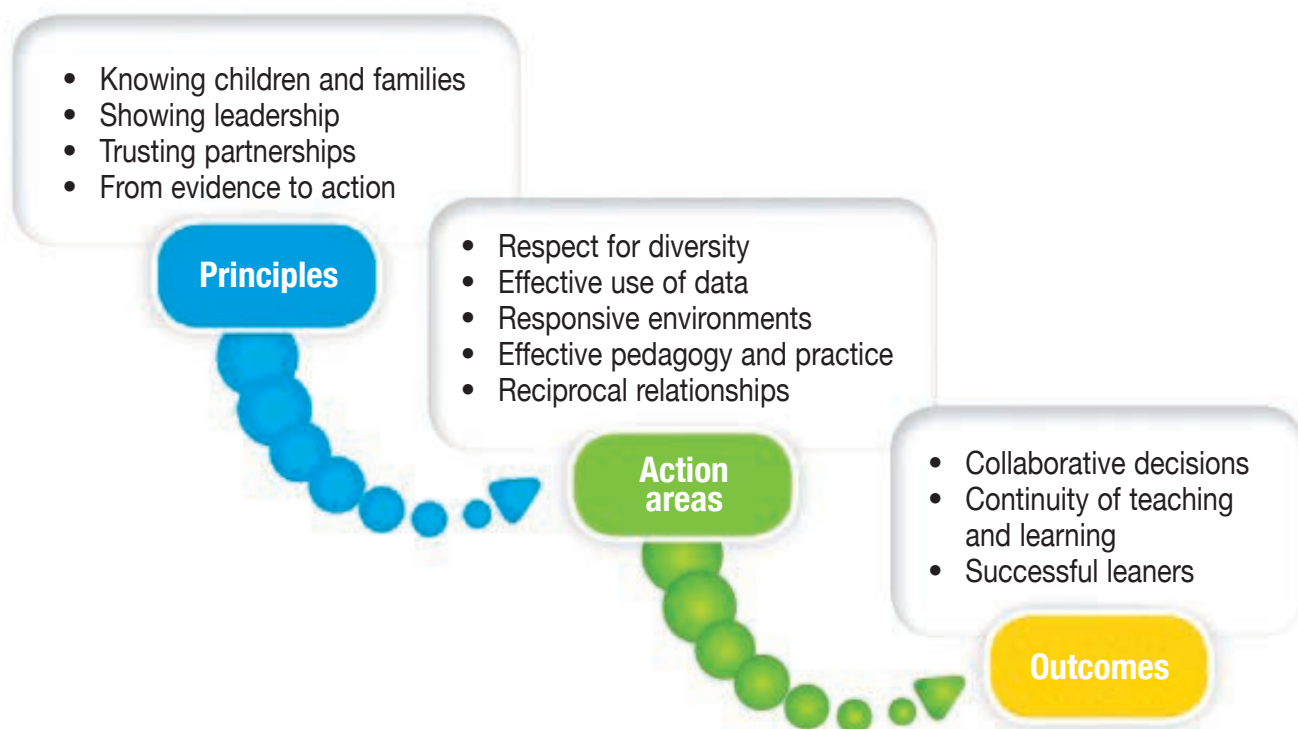 • Knowing children and families
• Showing leadership
• Trusting partnerships
• From evidence to action
Principles
• Respect for diversity
• Effective use of data
• Responsive environments
• Effective pedagogy and practice
• Reciprocal relationships
Action
areas
• Collaborative decisions
• Continuity of teaching
and learning
• Successful leaners
Outcomes